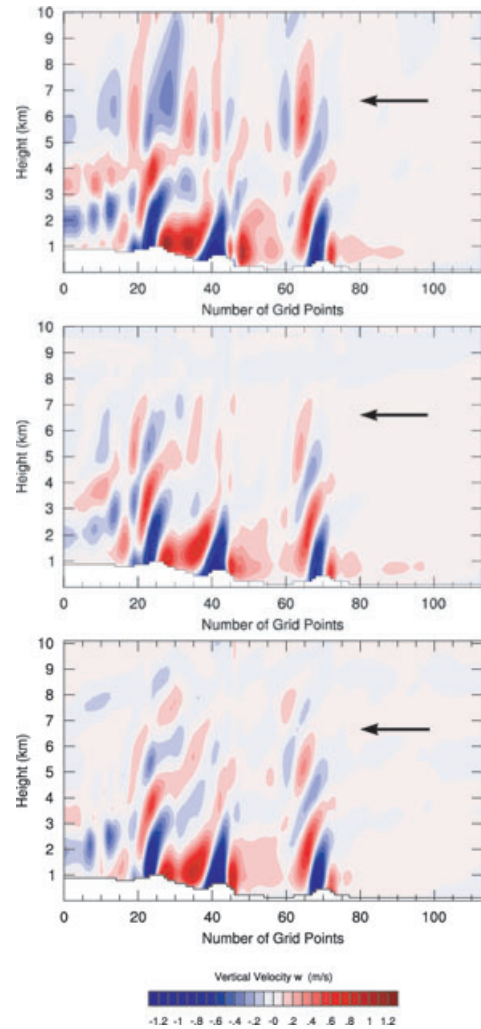 10
9
8
7
6
5
4
3
2
1
Height (km)
0 20 40 60 80 100
Number of Grid Points
10
9
8
7
6
5
4
3
2
1
Height (km)
0 20 40 60 80 100
Number of Grid Points
10
9
8
7
6
5
4
3
2
1
Height (km)
0 20 40 60 80 100
Number of Grid Points
Vertical Velocity w (m/s)
-1.2 -1 -.8 -.6 -.4 -.2 -0 .2 .4 .6 .8 1 1.2